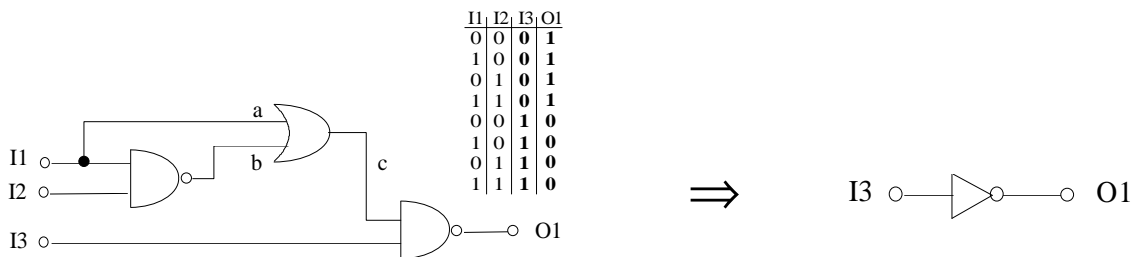 I1 I2 I3 O1
0 0 0 1
1 0 0 1
0 1 0 1
1 1 0 1
0 0 1 0
1 0 1 0
0 1 1 0
1 1 1 0
a
I1
b
c
I2
I3
O1
⇒
I3
O1